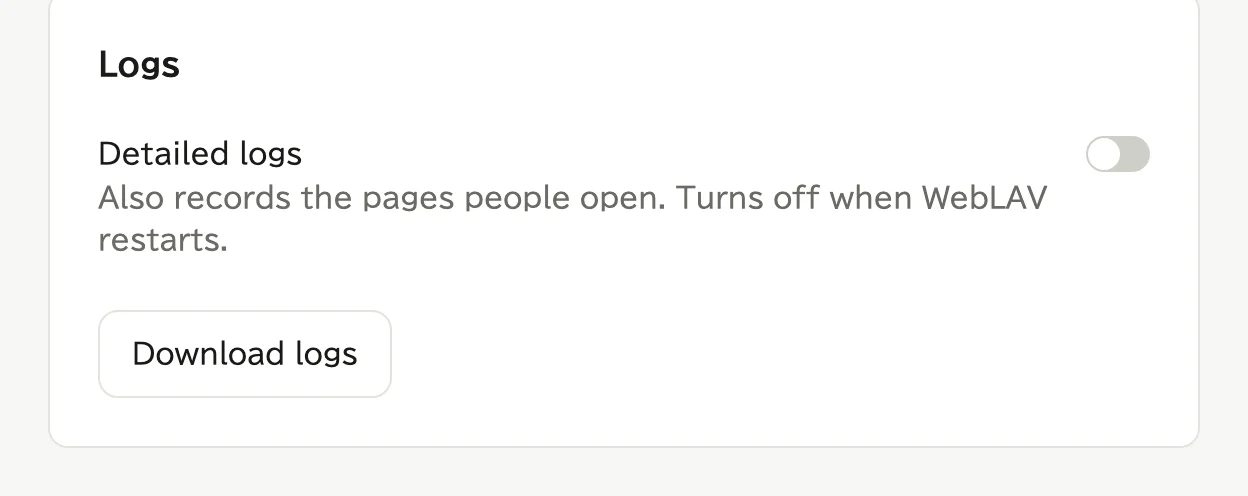 Logs
Detailed logs
Also records the pages people open. Turns off when WebLAV
restarts.
Download logs